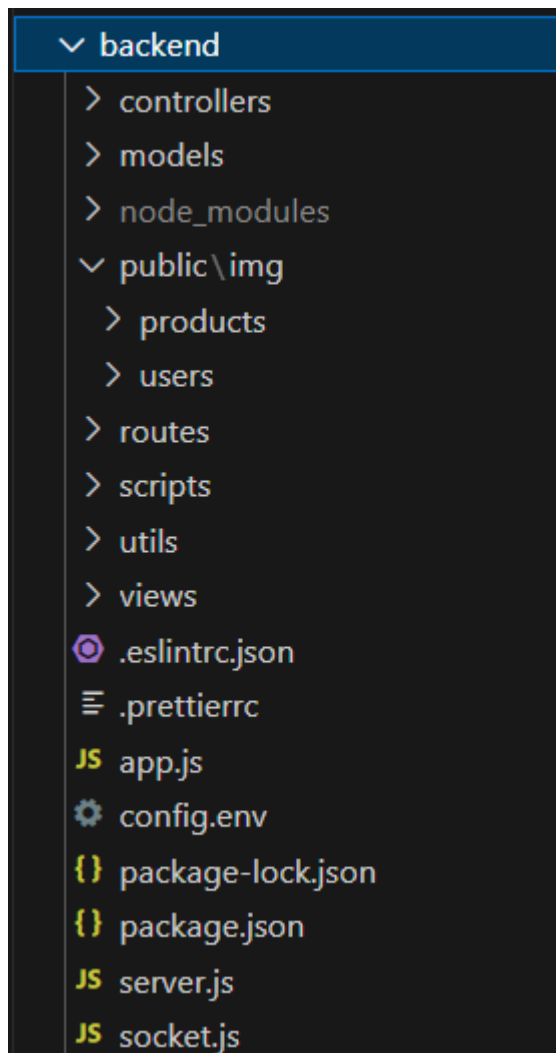 backend
controllers
models
node_modules
public\img
products
users
routes
scripts
utils
views
.eslintrc.json
.prettierrc
JS app.js
config.env
{} package-lock.json
{} package.json
JS server.js
JS socket.js